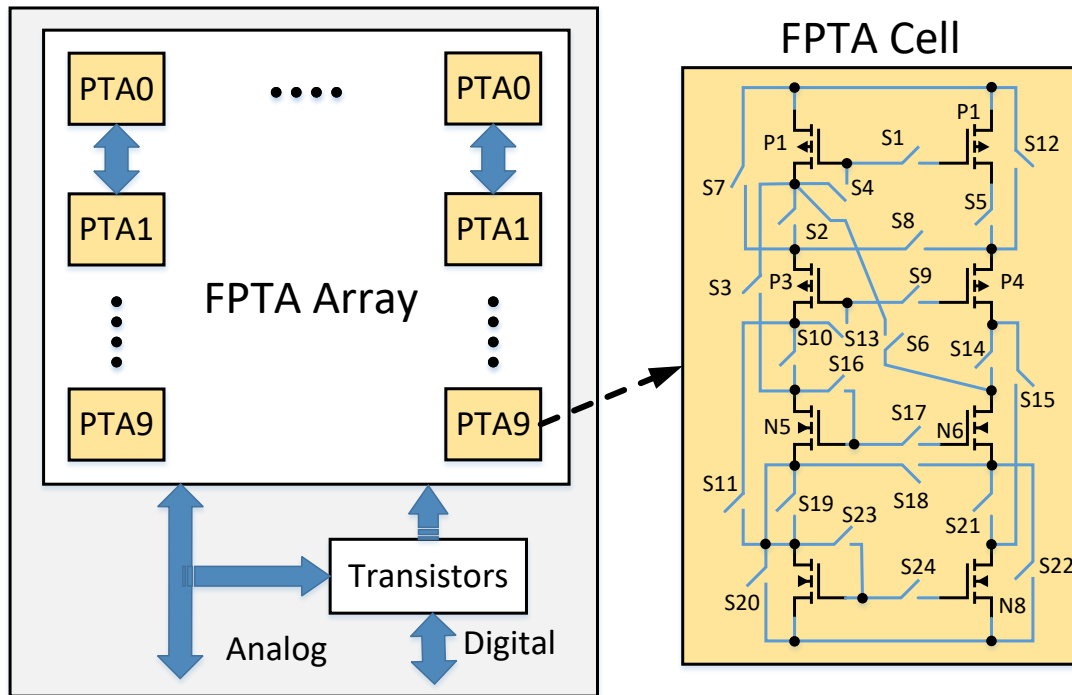 FPTA Cell
PTA0
PTA0
PTA1
PTA1
FPTA Array
PTA9
PTA9
Transistors
Analog
Digital
P1
S1
P1
S12
S7
S4
S5
S2
S8
S3
P3
S9
P4
S10
S13
S6
S14
S16
S15
N5
S17
N6
S11
S19
S18
S23
S21
S20
S24
S22
N8